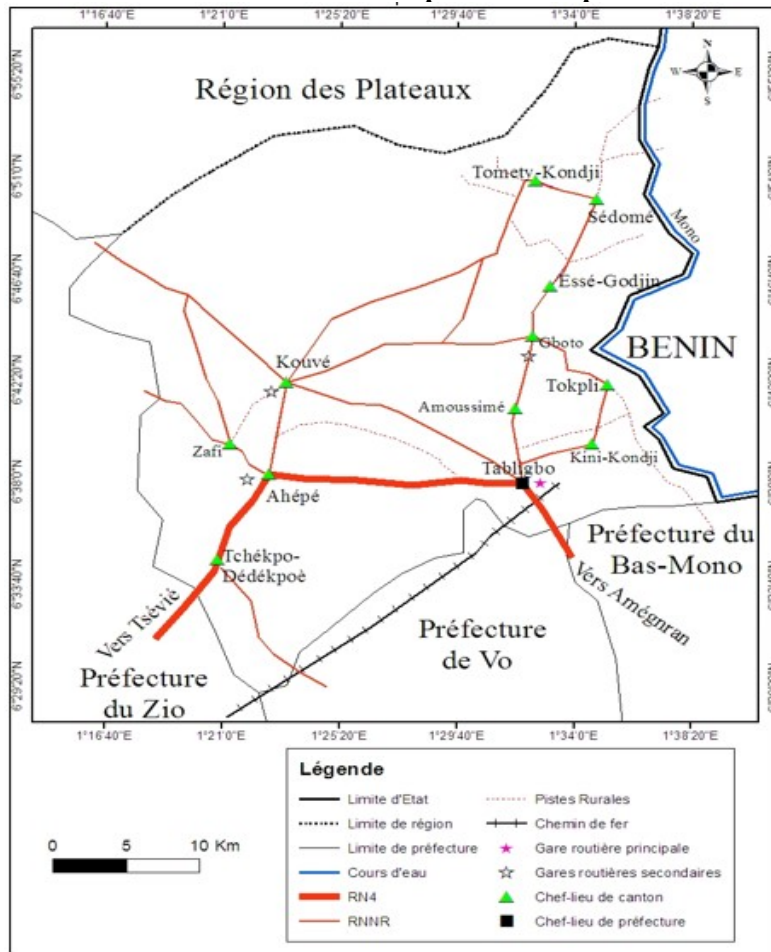 1°16'40"E 1°21'0"E 1°25'20"E 1°29'40"E 1°34'0"E 1°38'20"E
N
W E
S
6°55'20"N
Région des Plateaux
6°51'0"N
Tomety-Kondji
Sédomé
Mono
6°46'40"N
Essé-Godjin
Gboto
BENIN
6°42'20"N
Kouvé
Tokpli
Amoussimé
Zafi
Kini-Kondji
6°38'0"N
Tabligbo
Ahépé
Préfecture du
Bas-Mono
Tchékpo-
Dédékpoè
6°33'40"N
Vers Amégnran
Vers Tsévié
Préfecture
de Vo
Préfecture
du Zio
6°29'20"N
1°16'40"E 1°21'0"E 1°25'20"E 1°29'40"E 1°34'0"E 1°38'20"E
Légende
Limite d'Etat
Limite de région
Limite de préfecture
Cours d'eau
RN4
RNNR
Pistes Rurales
Chemin de fer
Gare routière principale
Gares routières secondaires
Chef-lieu de canton
Chef-lieu de préfecture
0 5 10 Km